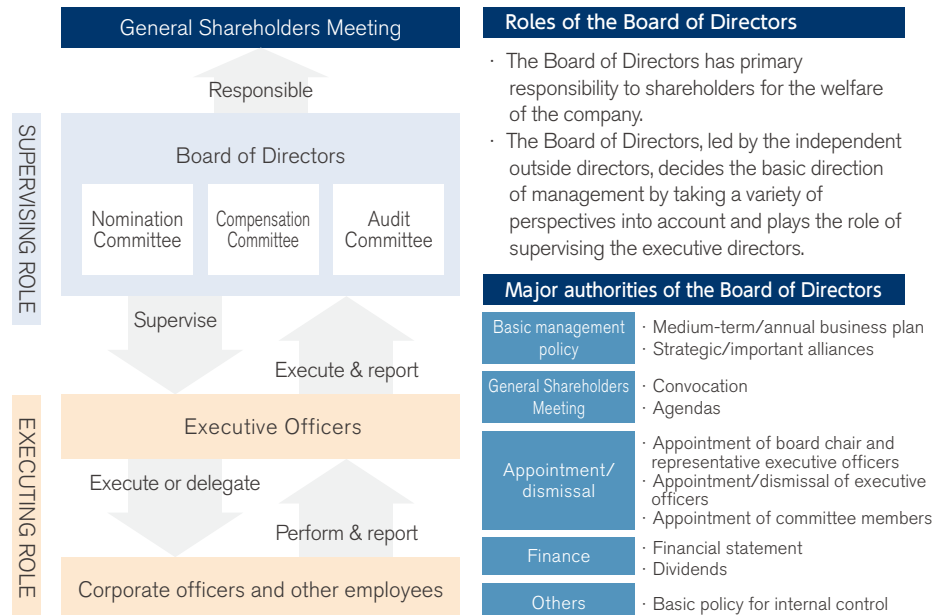 General Shareholders Meeting
Responsible
SUPERVISING ROLE
Board of Directors
Nomination
Committee
Compensation
Committee
Audit
Committee
Supervise
Execute & report
EXECUTING ROLE
Executive Officers
Execute or delegate
Perform & report
Corporate officers and other employees
Roles of the Board of Directors
· The Board of Directors has primary
responsibility to shareholders for the welfare
of the company.
· The Board of Directors, led by the independent
outside directors, decides the basic direction
of management by taking a variety of
perspectives into account and plays the role of
supervising the executive directors.
Major authorities of the Board of Directors
Basic management
policy
· Medium-term/annual business plan
· Strategic/important alliances
General Shareholders
Meeting
· Convocation
· Agendas
Appointment/
dismissal
· Appointment of board chair and
representative executive officers
· Appointment/dismissal of executive
officers
· Appointment of committee members
Finance
· Financial statement
· Dividends
Others
· Basic policy for internal control